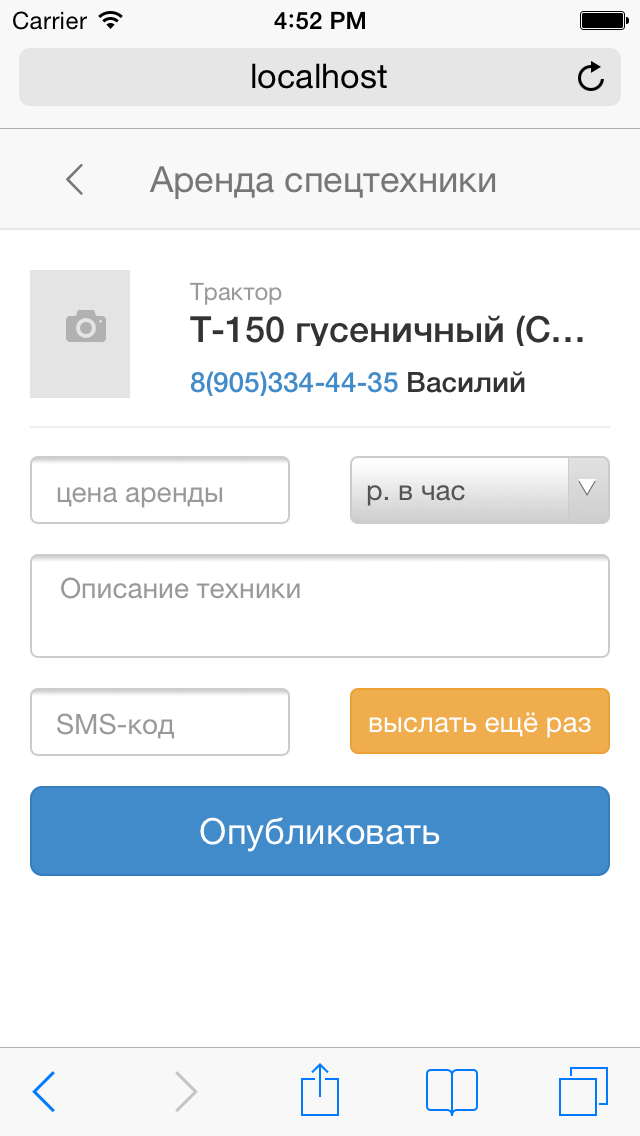 Carrier 4:52 PM
localhost
Аренда спецтехники
Трактор
Т-150 гусеничный (С...
8(905)334-44-35 Василий
цена аренды р. в час
Описание техники
SMS-код выслать ещё раз
Опубликовать